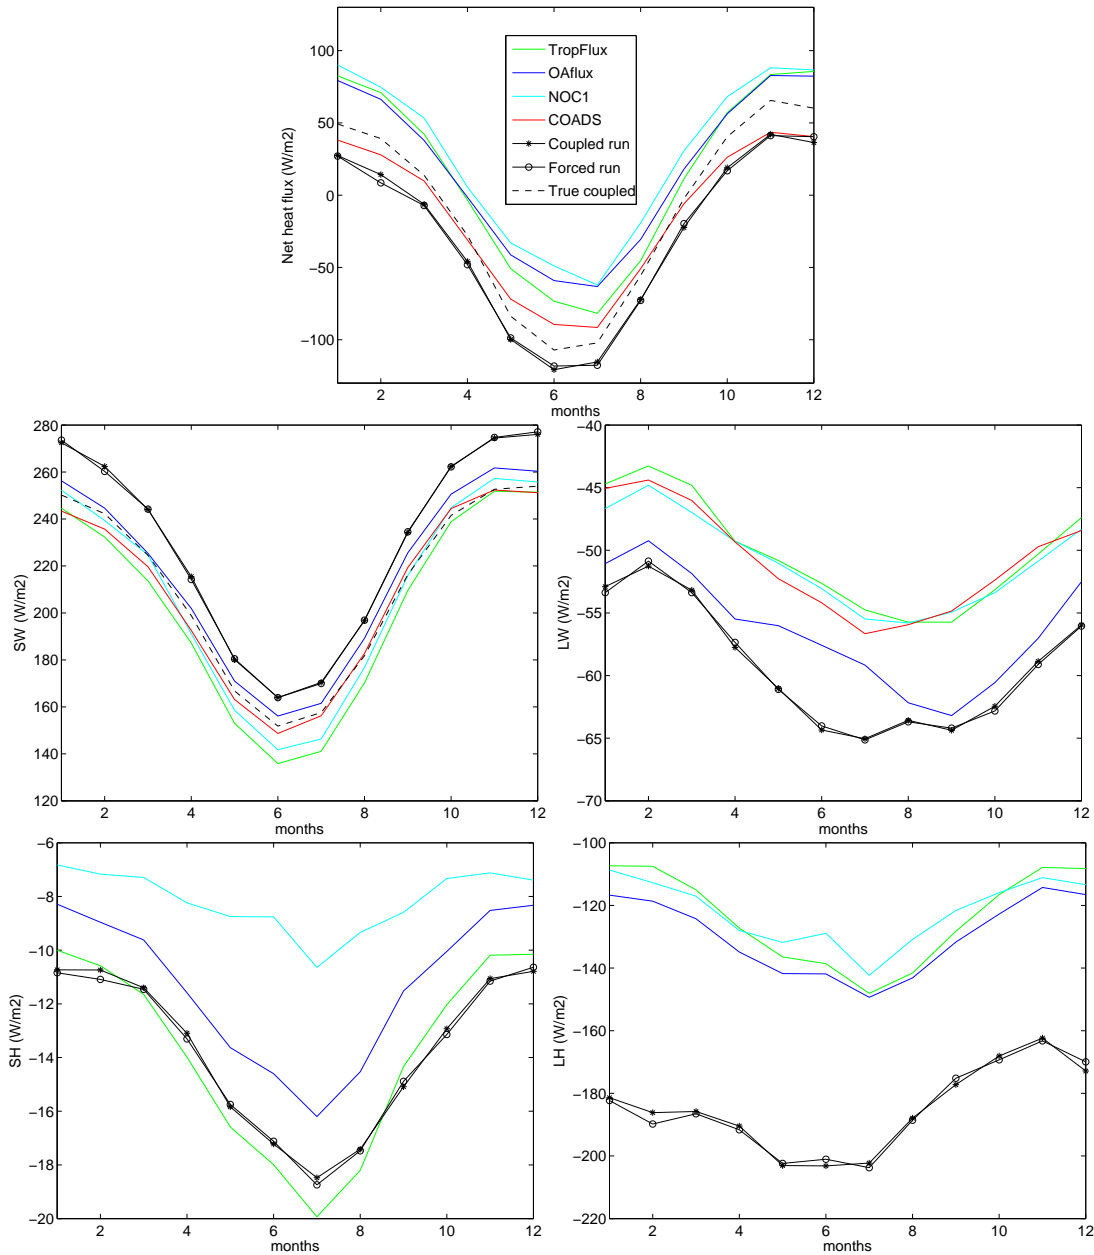 100
50
0
−50
−100
Net heat flux (W/m2)
TropFlux
OAflux
NOC1
COADS
Coupled run
Forced run
True coupled
2 4 6 8 10 12
months
280
260
240
220
200
180
160
140
120
SW (W/m2)
2 4 6 8 10 12
months
−40
−45
−50
−55
−60
−65
−70
LW (W/m2)
2 4 6 8 10 12
months
−6
−8
−10
−12
−14
−16
−18
−20
SH (W/m2)
2 4 6 8 10 12
months
−100
−120
−140
−160
−180
−200
−220
LH (W/m2)
2 4 6 8 10 12
months